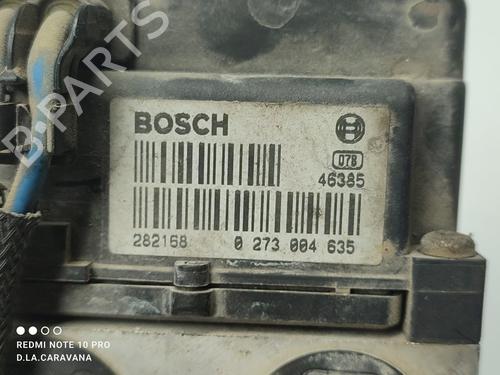 BOSCH
078
46385
282168 0 273 004 635
B-PARTS
REDMI NOTE 10 PRO
D.LA.CARAVANA